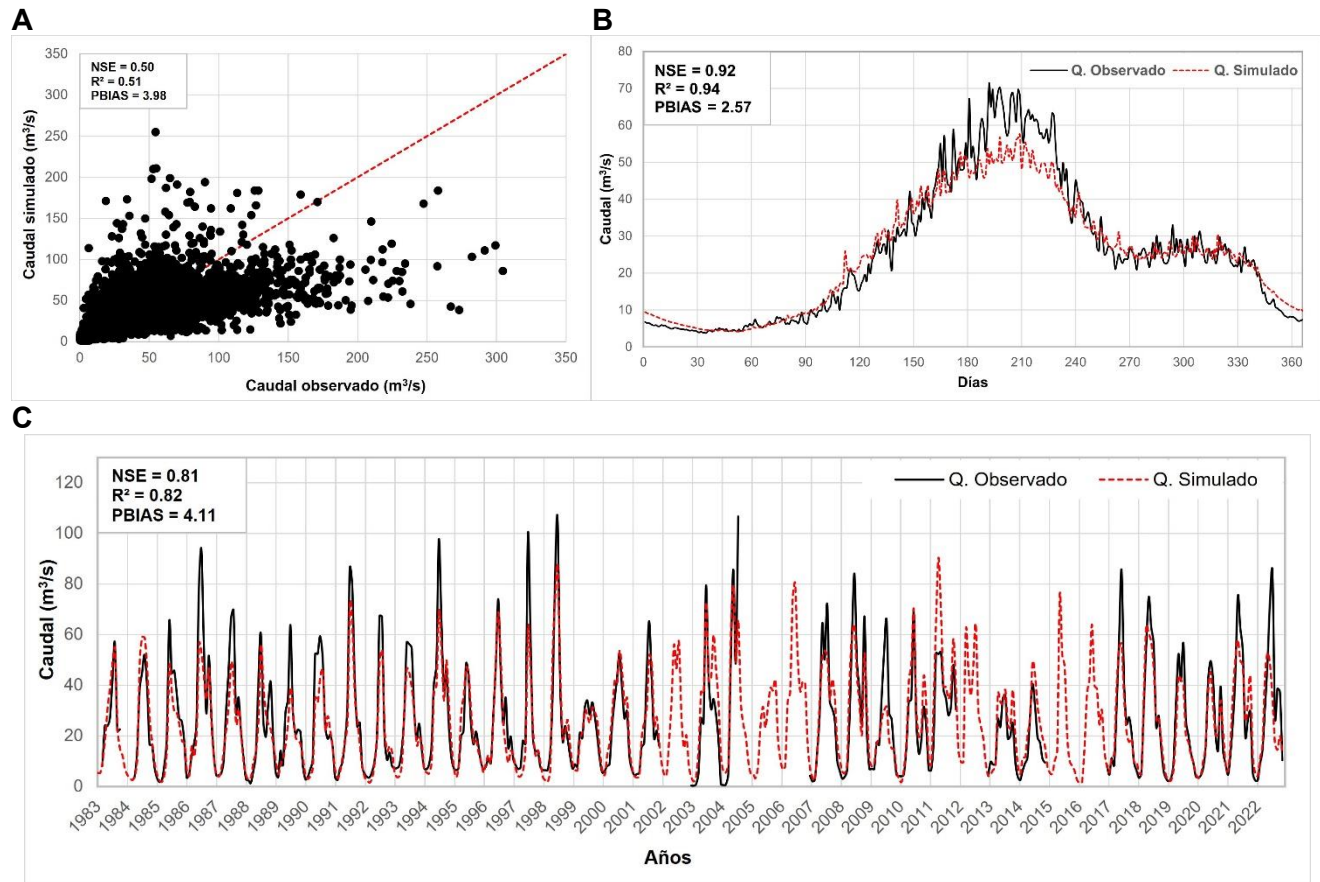 A
NSE = 0.50
R² = 0.51
PBIAS = 3.98
Caudal simulado (m³/s)
350
300
250
200
150
100
50
0
0 50 100 150 200 250 300 350
Caudal observado (m³/s)
B
NSE = 0.92
R² = 0.94
PBIAS = 2.57
Q. Observado Q. Simulado
Caudal (m³/s)
80
70
60
50
40
30
20
10
0
0 30 60 90 120 150 180 210 240 270 300 330 360
Días
C
NSE = 0.81
R² = 0.82
PBIAS = 4.11
Q. Observado Q. Simulado
Caudal (m³/s)
120
100
80
60
40
20
0
1983 1984 1985 1986 1987 1988 1989 1990 1991 1992 1993 1994 1995 1996 1997 1998 1999 2000 2001 2002 2003 2004 2005 2006 2007 2008 2009 2010 2011 2012 2013 2014 2015 2016 2017 2018 2019 2020 2021 2022
Años